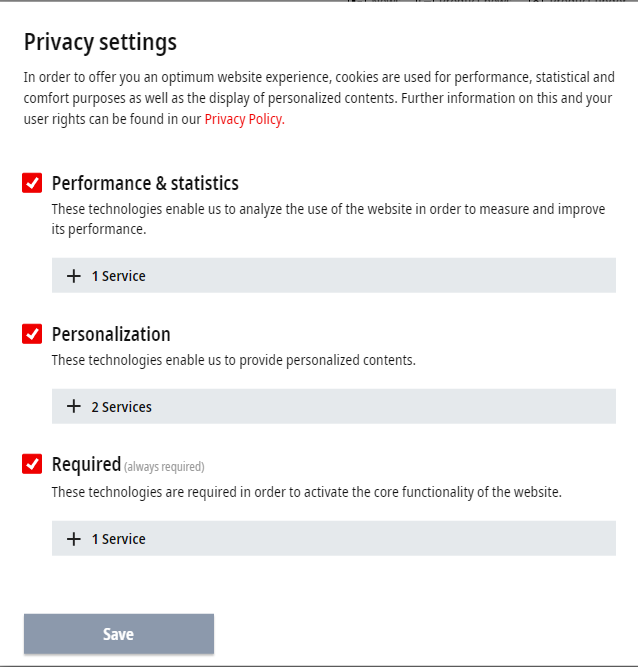 Privacy settings
In order to offer you an optimum website experience, cookies are used for performance, statistical and
comfort purposes as well as the display of personalized contents. Further information on this and your
user rights can be found in our Privacy Policy.
Performance & statistics
These technologies enable us to analyze the use of the website in order to measure and improve
its performance.
+ 1 Service
Personalization
These technologies enable us to provide personalized contents.
+ 2 Services
Required (always required)
These technologies are required in order to activate the core functionality of the website.
+ 1 Service
Save